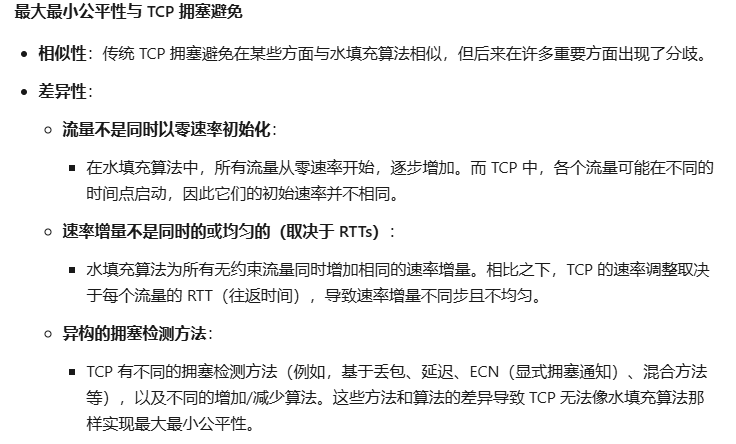 最大最小公平性与 TCP 拥塞避免
相似性：传统 TCP 拥塞避免在某些方面与水填充算法相似，但后来在许多重要方面出现了分歧。
差异性：
流量不是同时以零速率初始化：
在水填充算法中，所有流量从零速率开始，逐步增加。而 TCP 中，各个流量可能在不同的
时间点启动，因此它们的初始速率并不相同。
速率增量不是同时的或均匀的（取决于 RTTs）：
水填充算法为所有无约束流量同时增加相同的速率增量。相比之下，TCP 的速率调整取决
于每个流量的 RTT（往返时间），导致速率增量不同步且不均匀。
异构的拥塞检测方法：
TCP 有不同的拥塞检测方法（例如，基于丢包、延迟、ECN（显式拥塞通知）、混合方法
等），以及不同的增加/减少算法。这些方法和算法的差异导致 TCP 无法像水填充算法那
样实现最大最小公平性。